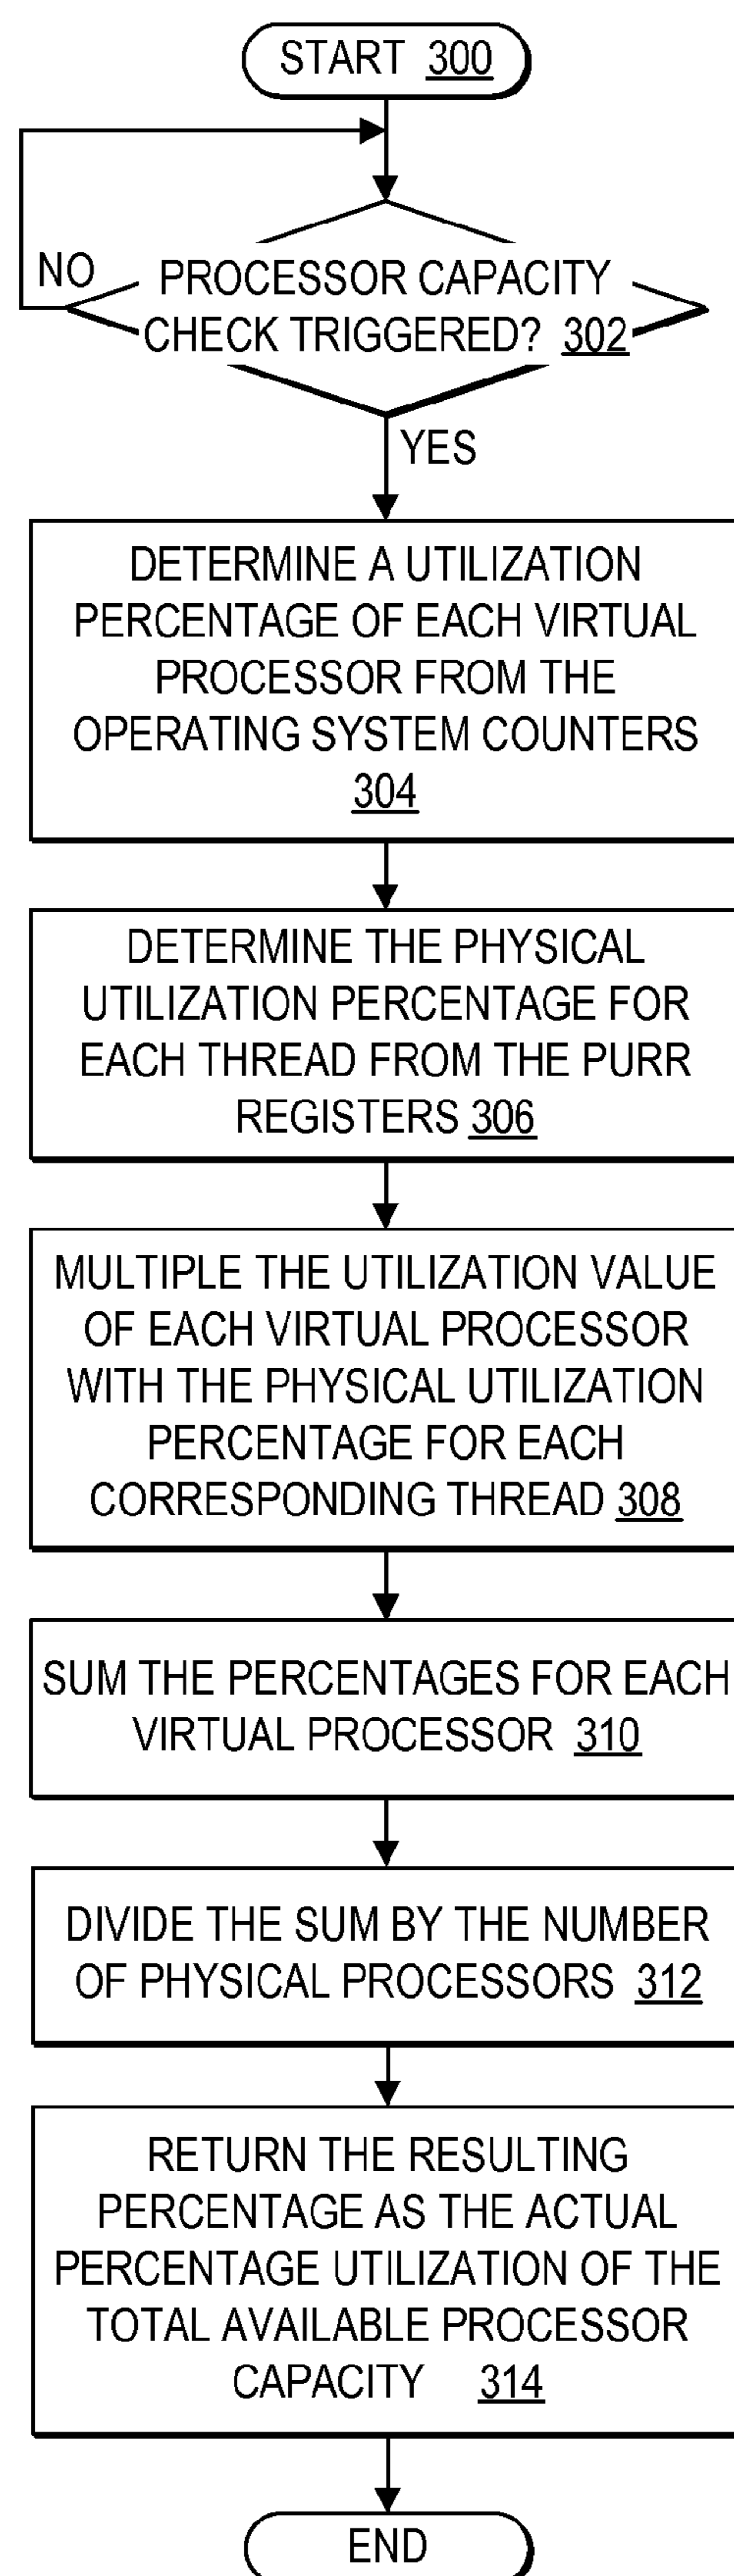 START 300
NO
PROCESSOR CAPACITY
CHECK TRIGGERED? 302
YES
DETERMINE A UTILIZATION
PERCENTAGE OF EACH VIRTUAL
PROCESSOR FROM THE
OPERATING SYSTEM COUNTERS
304
DETERMINE THE PHYSICAL
UTILIZATION PERCENTAGE FOR
EACH THREAD FROM THE PURR
REGISTERS 306
MULTIPLE THE UTILIZATION VALUE
OF EACH VIRTUAL PROCESSOR
WITH THE PHYSICAL UTILIZATION
PERCENTAGE FOR EACH
CORRESPONDING THREAD 308
SUM THE PERCENTAGES FOR EACH
VIRTUAL PROCESSOR 310
DIVIDE THE SUM BY THE NUMBER
OF PHYSICAL PROCESSORS 312
RETURN THE RESULTING
PERCENTAGE AS THE ACTUAL
PERCENTAGE UTILIZATION OF THE
TOTAL AVAILABLE PROCESSOR
CAPACITY 314
END